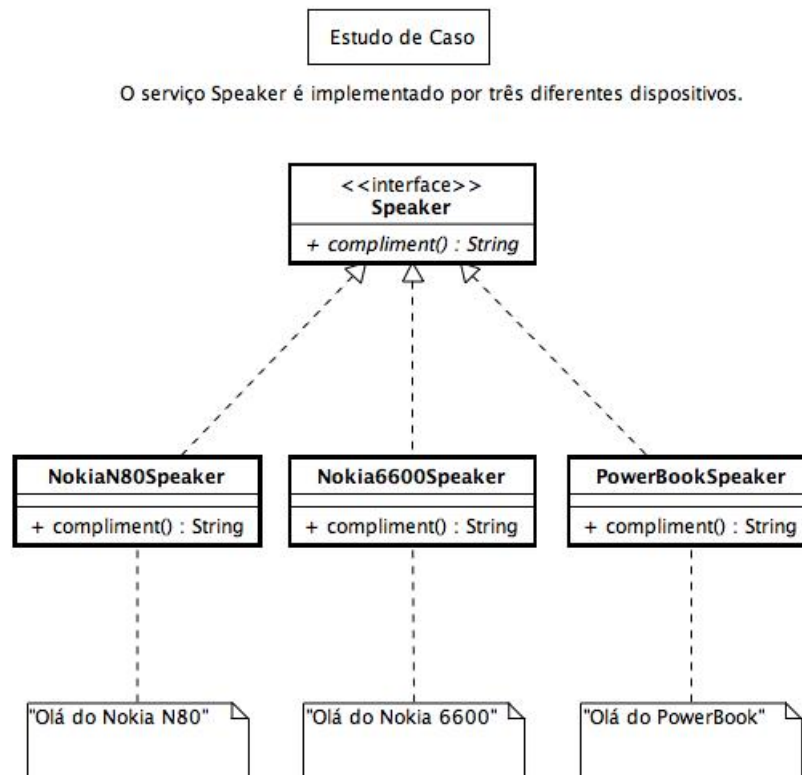 Estudo de Caso
O serviço Speaker é implementado por três diferentes dispositivos.
<<interface>>
Speaker
+ compliment() : String
NokiaN80Speaker
+ compliment() : String
Nokia6600Speaker
+ compliment() : String
PowerBookSpeaker
+ compliment() : String
"Olá do Nokia N80"
"Olá do Nokia 6600"
"Olá do PowerBook"